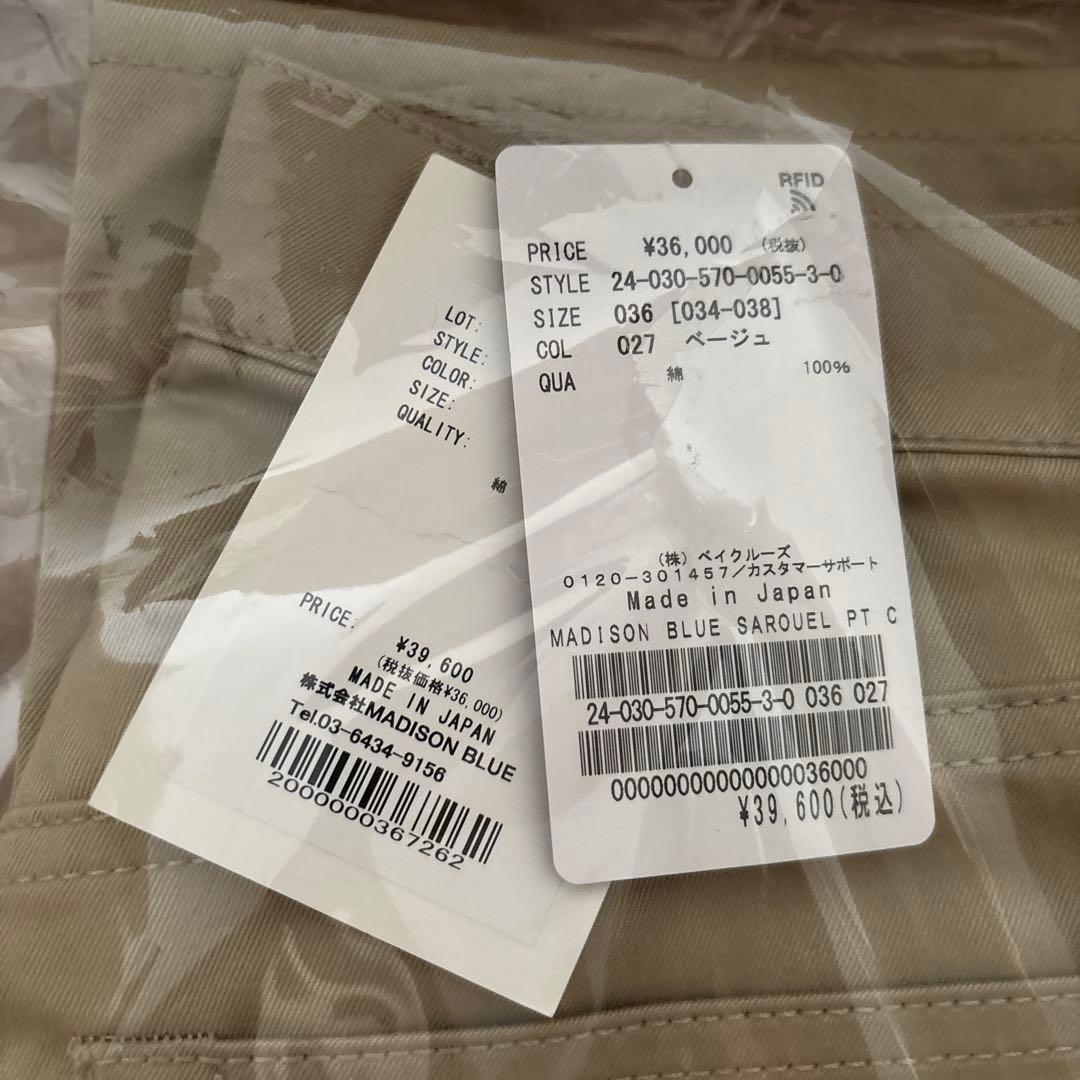 LOT:
STYLE:
COLOR:
SIZE:
QUALITY:
綿
PRICE:
¥39,600
(税抜価格¥36,000)
MADE IN JAPAN
株式会社MADISON BLUE
Tel.03-6434-9156
2000000367262
RFID
PRICE ¥36,000 (税抜)
STYLE 24-030-570-0055-3-0
SIZE 036 [034-038]
COL 027 ベージュ
QUA 綿 100%
(株) ベイクルーズ
0120-301457/カスタマーサポート
Made in Japan
MADISON BLUE SAROUEL PT C
24-030-570-0055-3-0 036 027
00000000000000036000
¥39,600(税込)